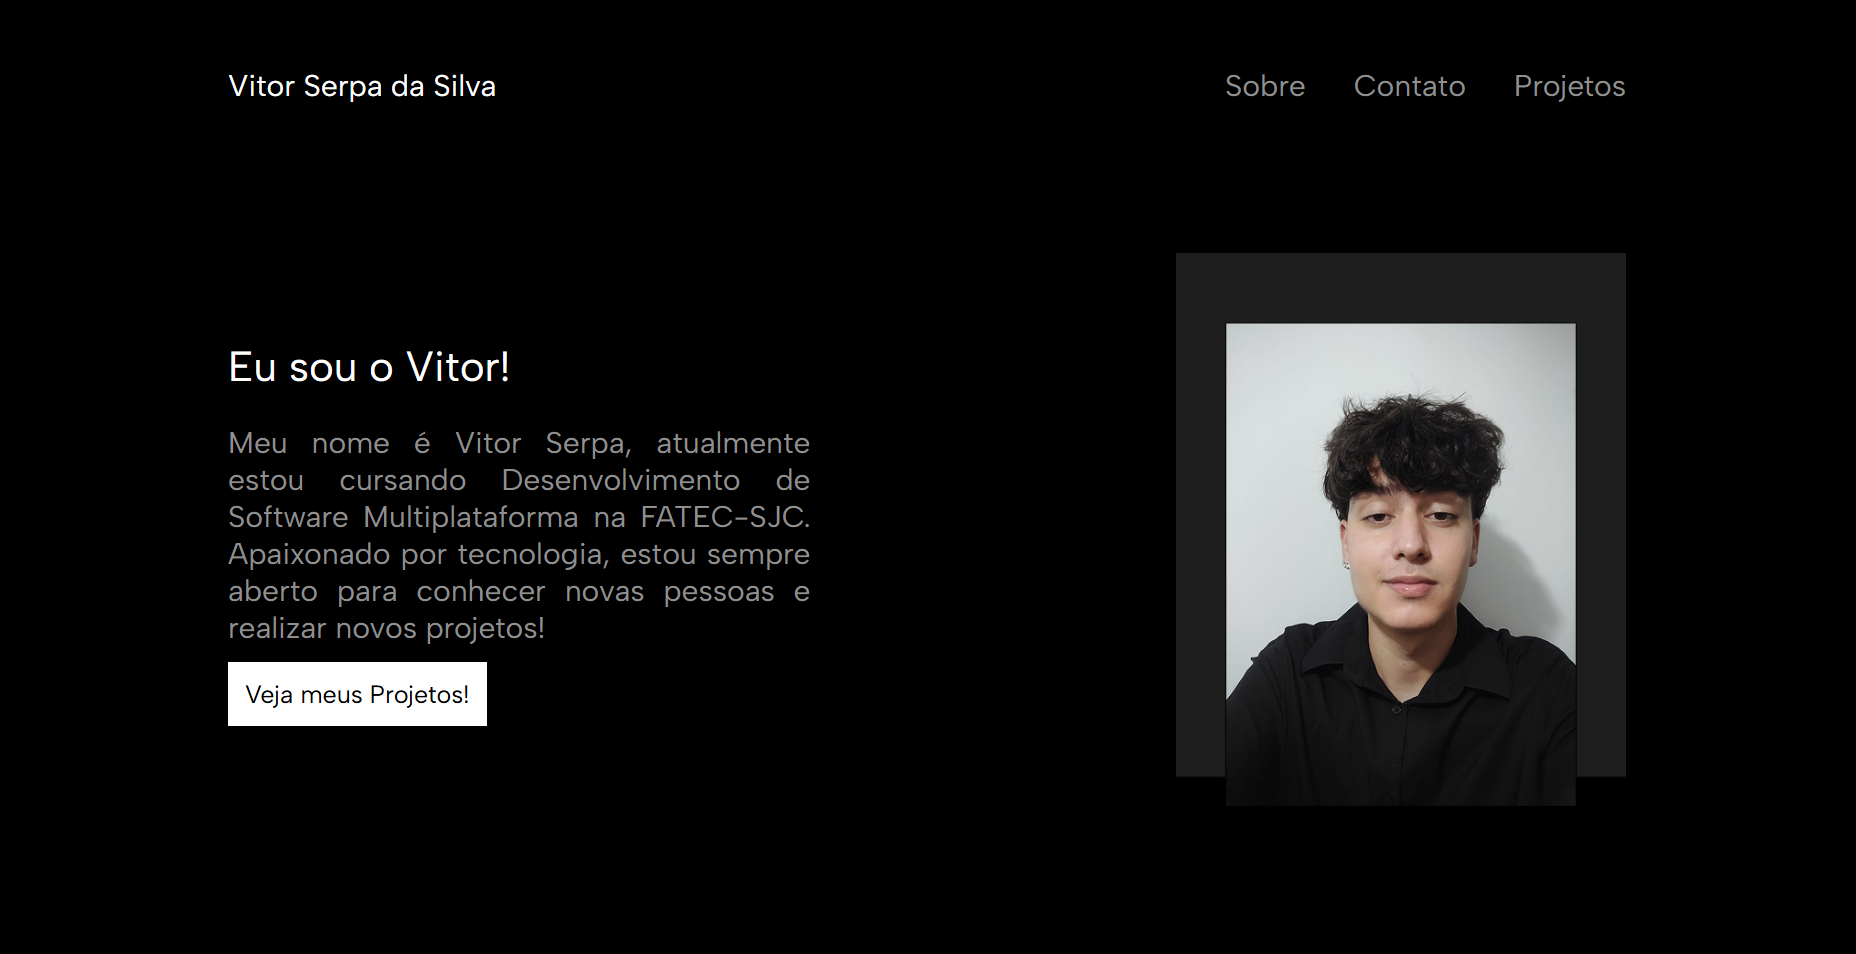 Vitor Serpa da Silva
Sobre Contato Projetos
Eu sou o Vitor!
Meu nome é Vitor Serpa, atualmente
estou cursando Desenvolvimento de
Software Multiplataforma na FATEC-SJC.
Apaixonado por tecnologia, estou sempre
aberto para conhecer novas pessoas e
realizar novos projetos!
Veja meus Projetos!